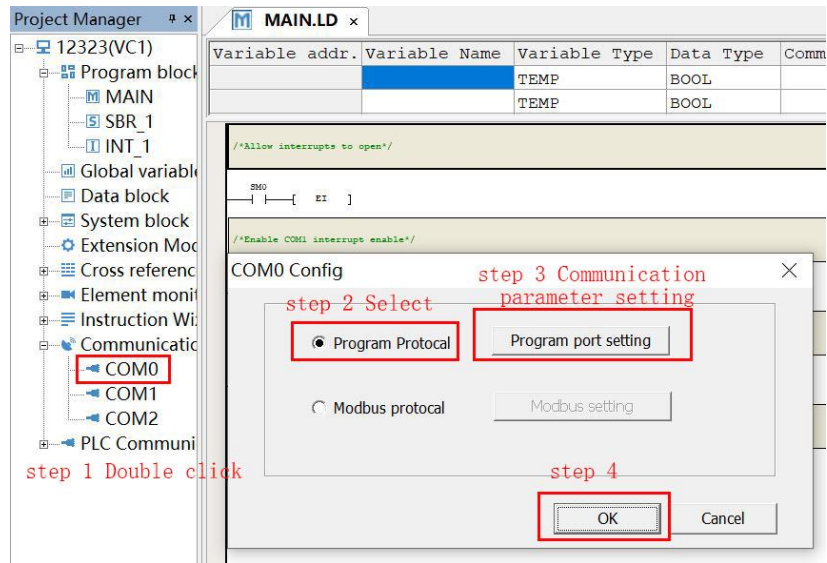 Project Manager
MAIN.LD
12323(VC1)
Program block
MAIN
SBR_1
INT_1
Global variabl
Data block
System block
Extension Mod
Cross referenc
Element monit
Instruction Wi
Communicatio
COM0
COM1
COM2
PLC Communi
step 1 Double click
Variable addr. Variable Name Variable Type Data Type Comm
TEMP BOOL
TEMP BOOL
/*Allow interrupts to open*/
SM0
[ EI ]
/*Enable COM1 interrupt enable*/
COM0 Config
step 2 Select
step 3 Communication
parameter setting
Program Protocal
Program port setting
Modbus protocal
Modbus setting
step 4
OK
Cancel